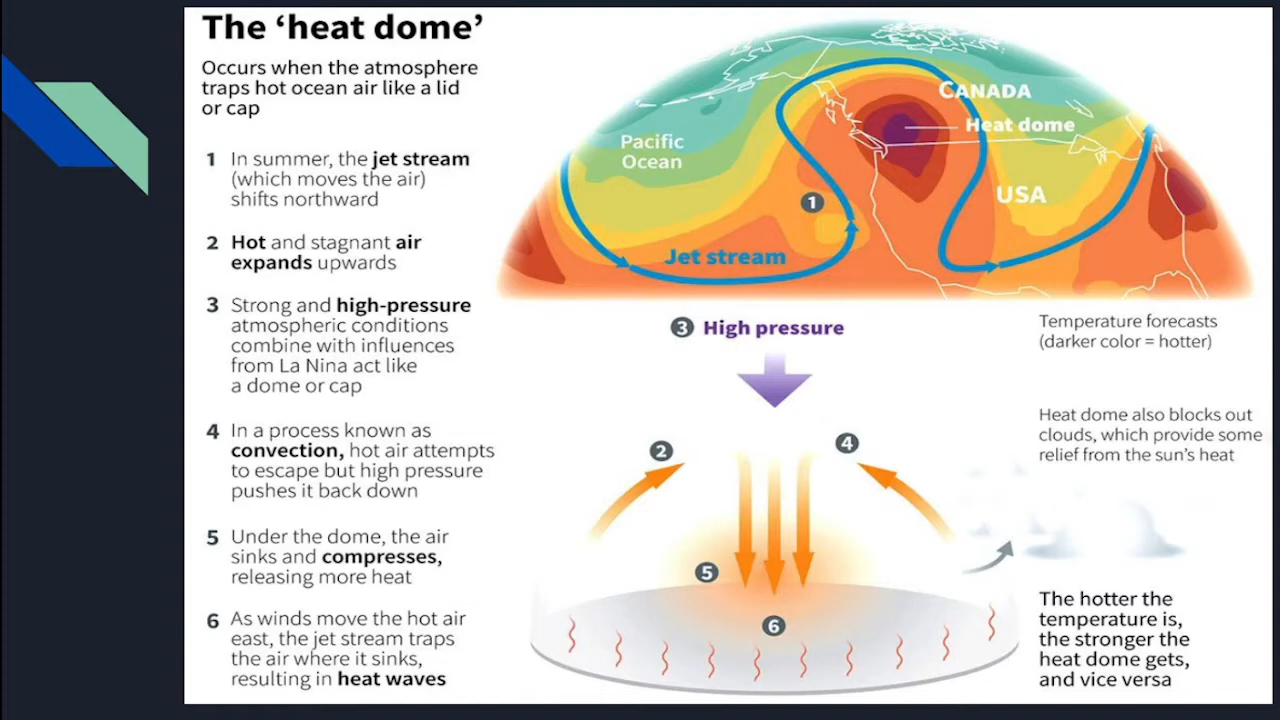 The ‘heat dome’
Occurs when the atmosphere
traps hot ocean air like a lid
or cap
1 In summer, the jet stream
(which moves the air)
shifts northward
2 Hot and stagnant air
expands upwards
3 Strong and high-pressure
atmospheric conditions
combine with influences
from La Nina act like
a dome or cap
4 In a process known as
convection, hot air attempts
to escape but high pressure
pushes it back down
5 Under the dome, the air
sinks and compresses,
releasing more heat
6 As winds move the hot air
east, the jet stream traps
the air where it sinks,
resulting in heat waves
CANADA
Heat dome
Pacific
Ocean
USA
1
Jet stream
3 High pressure
Temperature forecasts
(darker color = hotter)
2
4
Heat dome also blocks out
clouds, which provide some
relief from the sun’s heat
5
6
The hotter the
temperature is,
the stronger the
heat dome gets,
and vice versa